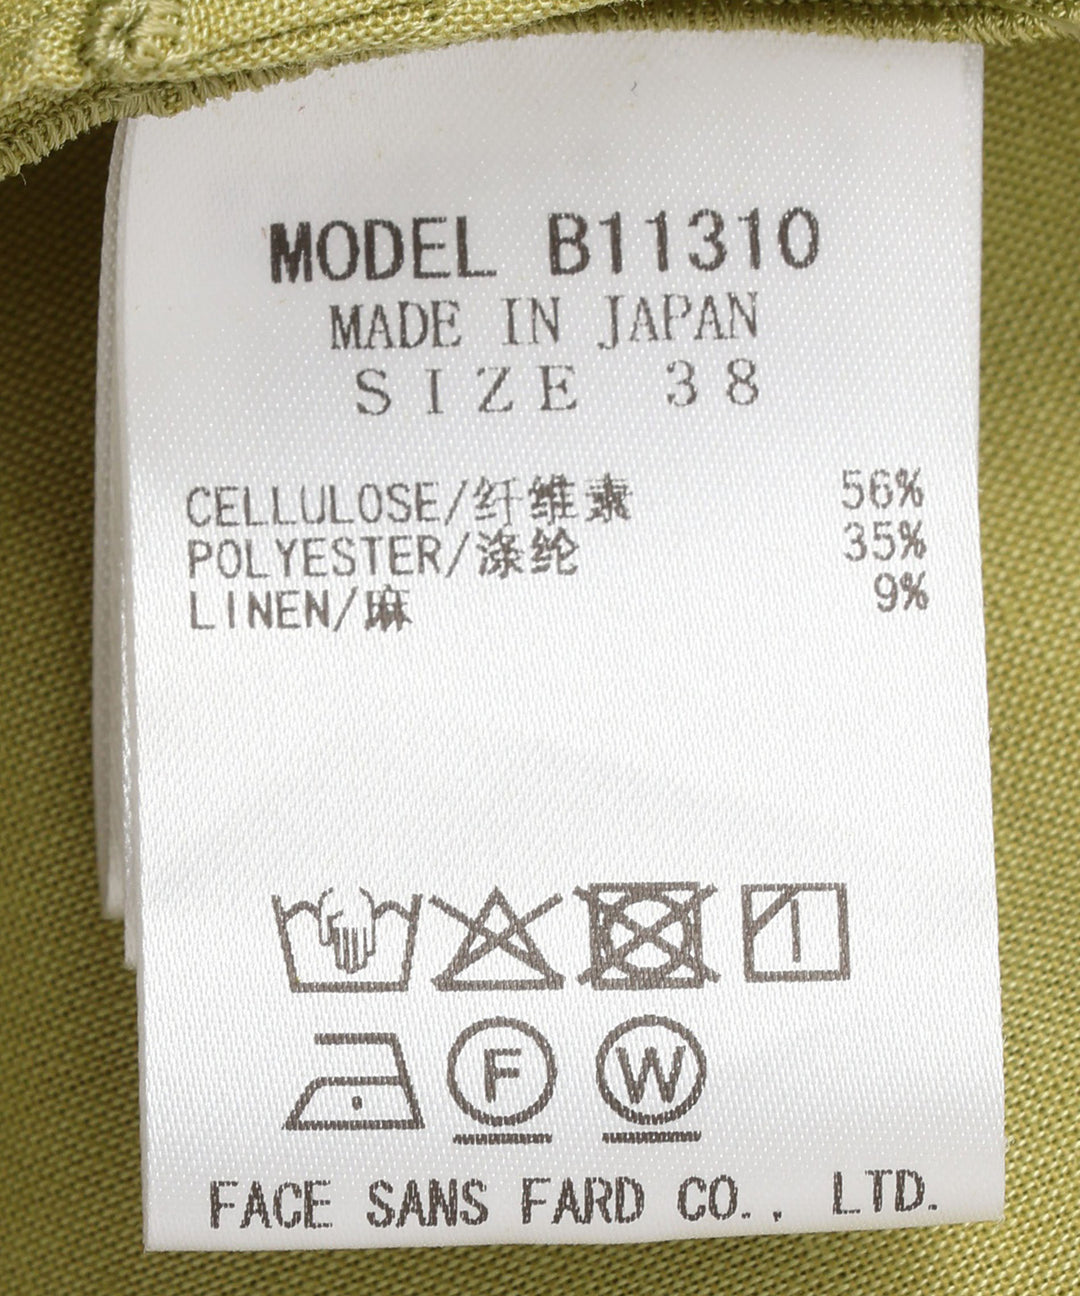 MODEL B11310
MADE IN JAPAN
SIZE 38
CELLULOSE/纤维素 56%
POLYESTER/涤纶 35%
LINEN/麻 9%
F W
FACE SANS FARD CO., LTD.